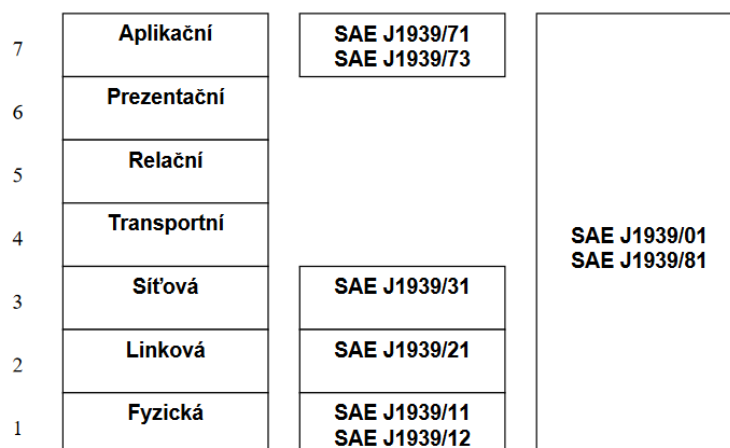 7
Aplikační
SAE J1939/71
SAE J1939/73
6
Prezentační
5
Relační
4
Transportní
SAE J1939/01
SAE J1939/81
3
Síťová
SAE J1939/31
2
Linková
SAE J1939/21
1
Fyzická
SAE J1939/11
SAE J1939/12